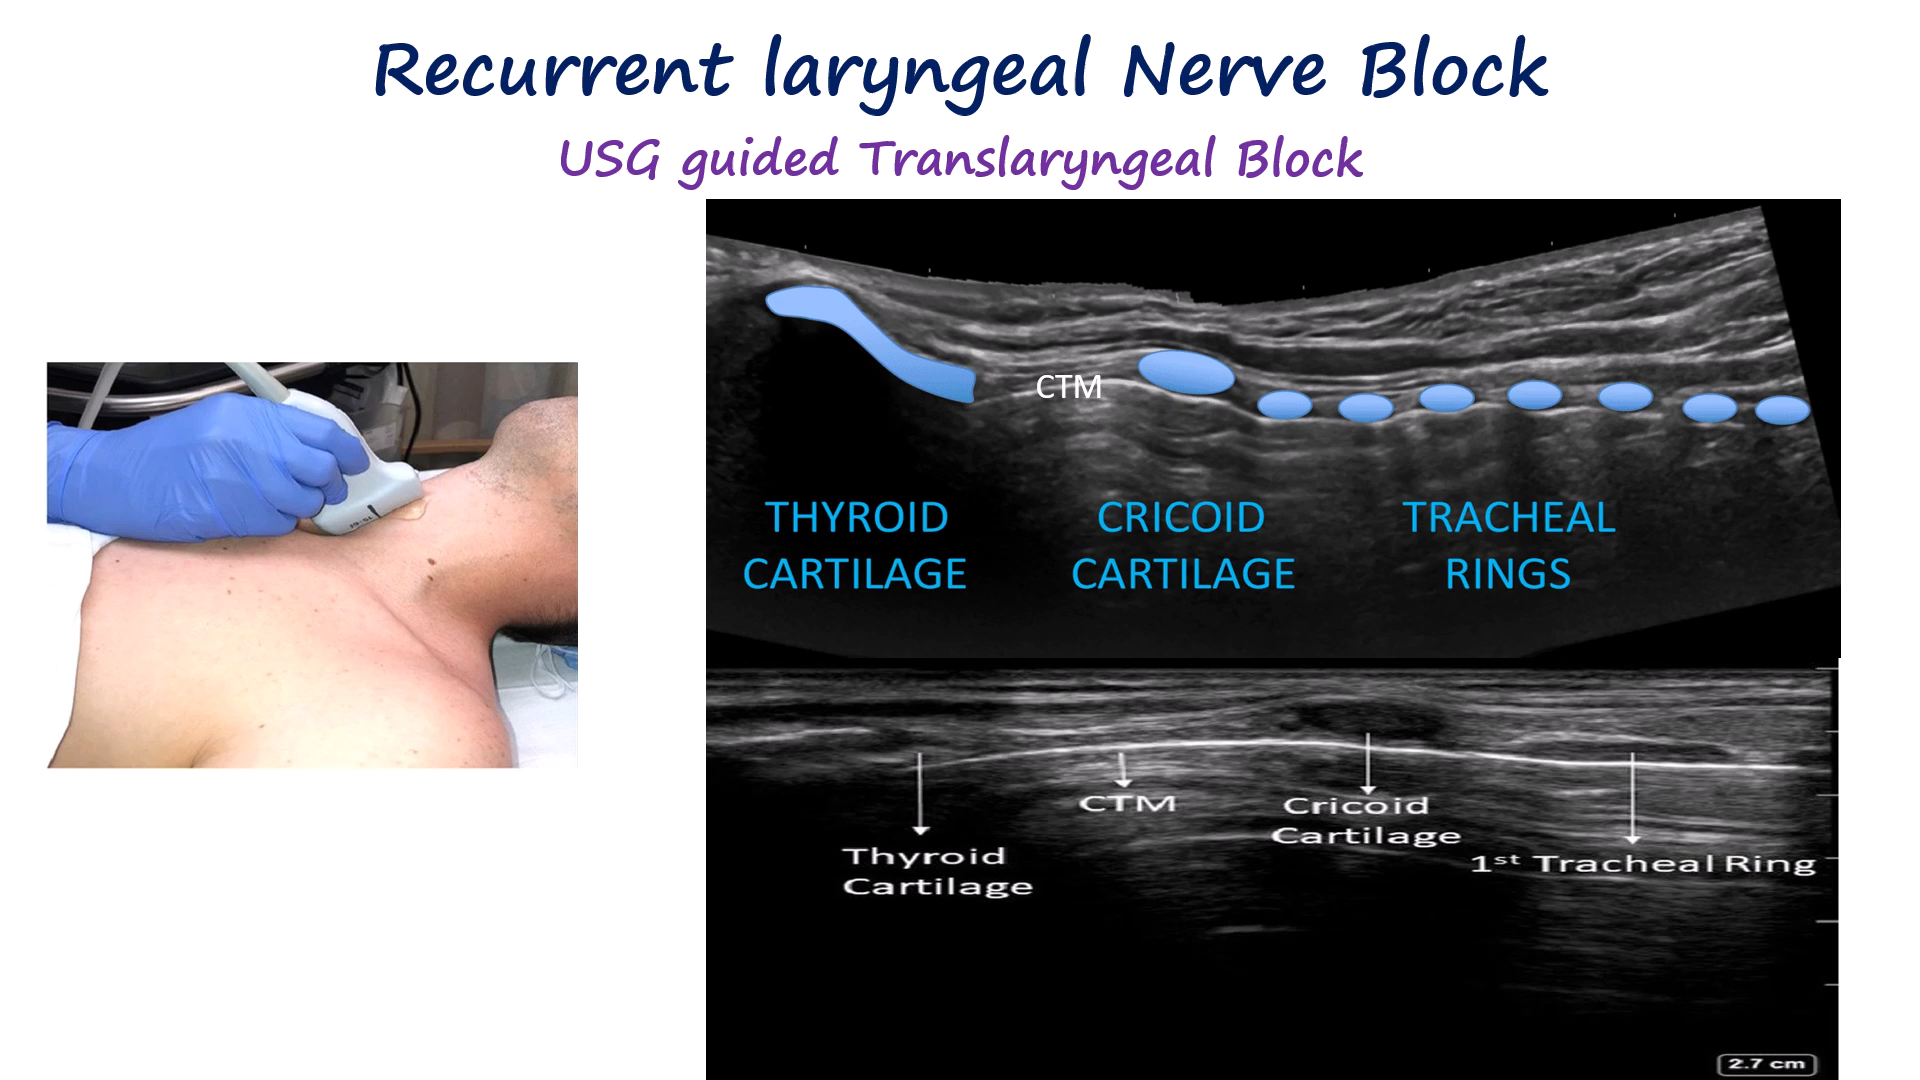 Recurrent laryngeal Nerve Block
USG guided Translaryngeal Block
CTM
THYROID
CARTILAGE
CRICOID
CARTILAGE
TRACHEAL
RINGS
CTM
Cricoid
Cartilage
Thyroid
Cartilage
1st Tracheal Ring
2.7 cm